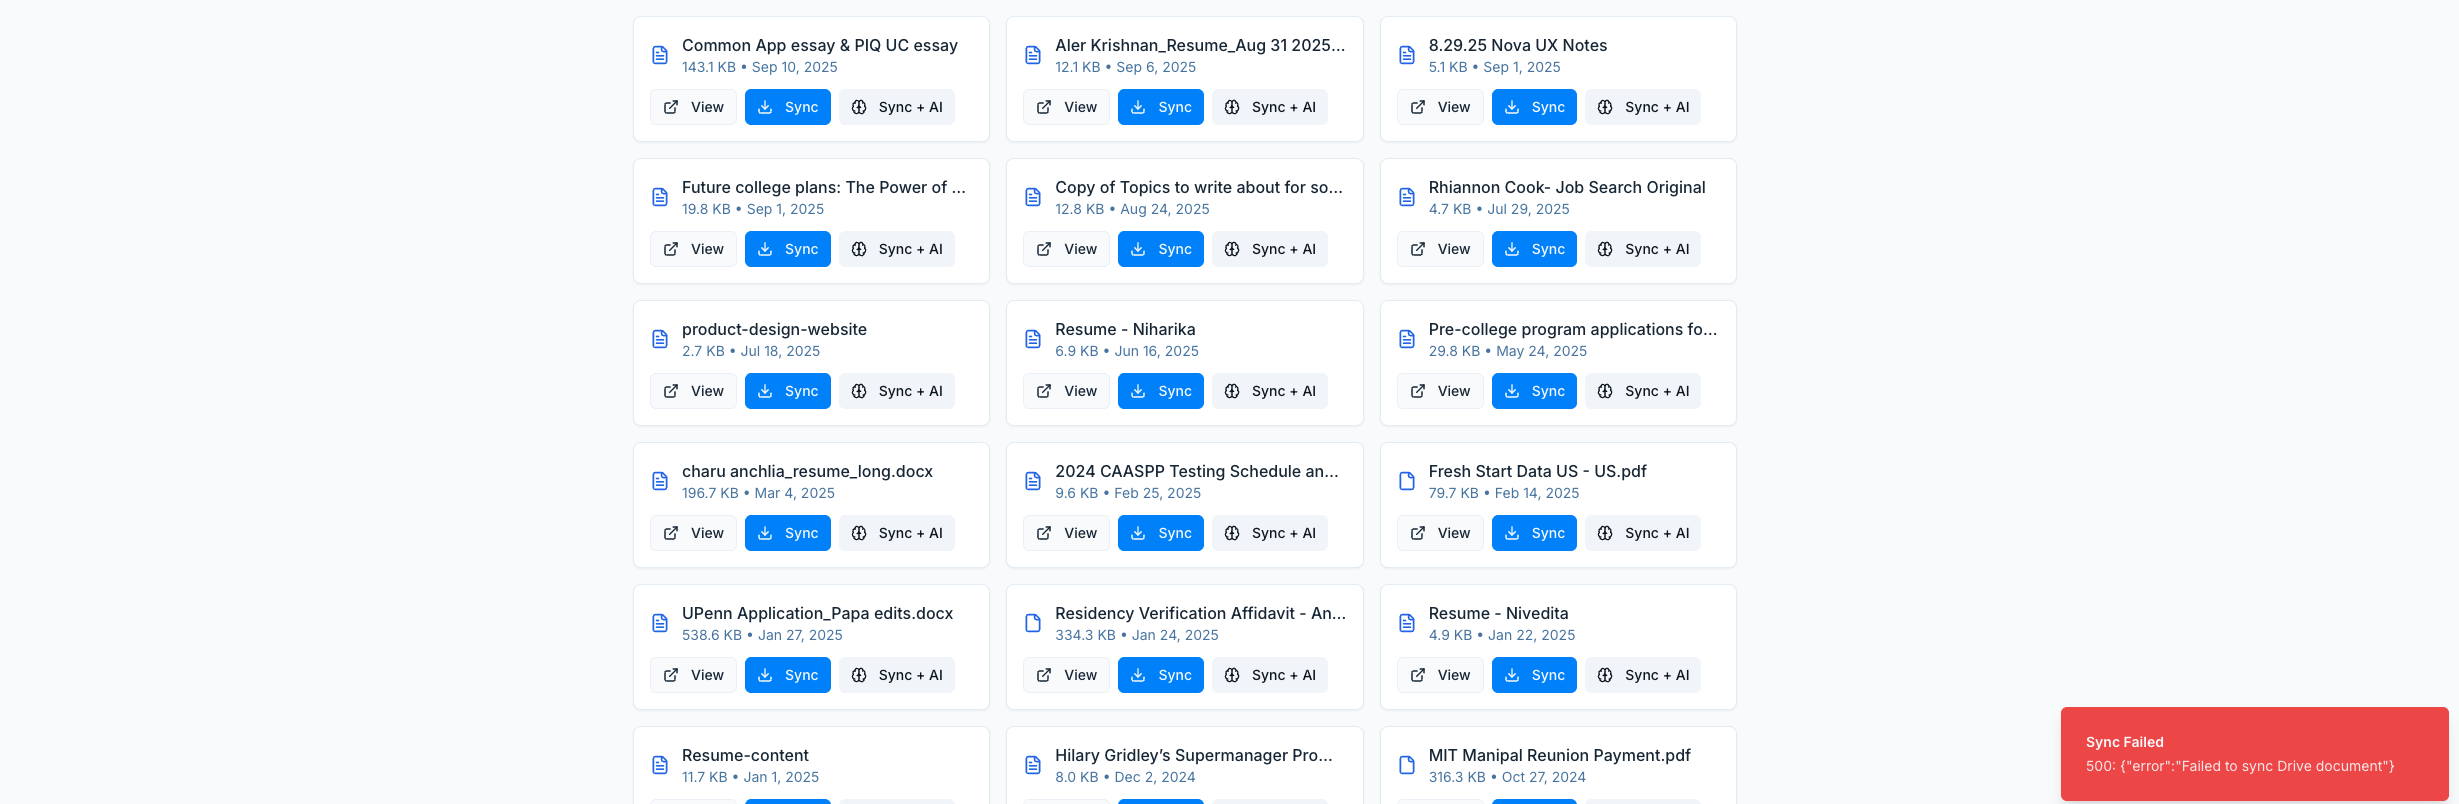 Common App essay & PIQ UC essay
143.1 KB • Sep 10, 2025
View Sync Sync + AI
Aler Krishnan_Resume_Aug 31 2025...
12.1 KB • Sep 6, 2025
View Sync Sync + AI
8.29.25 Nova UX Notes
5.1 KB • Sep 1, 2025
View Sync Sync + AI
Future college plans: The Power of ...
19.8 KB • Sep 1, 2025
View Sync Sync + AI
Copy of Topics to write about for so...
12.8 KB • Aug 24, 2025
View Sync Sync + AI
Rhiannon Cook- Job Search Original
4.7 KB • Jul 29, 2025
View Sync Sync + AI
product-design-website
2.7 KB • Jul 18, 2025
View Sync Sync + AI
Resume - Niharika
6.9 KB • Jun 16, 2025
View Sync Sync + AI
Pre-college program applications fo...
29.8 KB • May 24, 2025
View Sync Sync + AI
charu anchlia_resume_long.docx
196.7 KB • Mar 4, 2025
View Sync Sync + AI
2024 CAASPP Testing Schedule an...
9.6 KB • Feb 25, 2025
View Sync Sync + AI
Fresh Start Data US - US.pdf
79.7 KB • Feb 14, 2025
View Sync Sync + AI
UPenn Application_Papa edits.docx
538.6 KB • Jan 27, 2025
View Sync Sync + AI
Residency Verification Affidavit - An...
334.3 KB • Jan 24, 2025
View Sync Sync + AI
Resume - Nivedita
4.9 KB • Jan 22, 2025
View Sync Sync + AI
Resume-content
11.7 KB • Jan 1, 2025
Hilary Gridley’s Supermanager Pro...
8.0 KB • Dec 2, 2024
MIT Manipal Reunion Payment.pdf
316.3 KB • Oct 27, 2024
Sync Failed
500: {"error":"Failed to sync Drive document"}